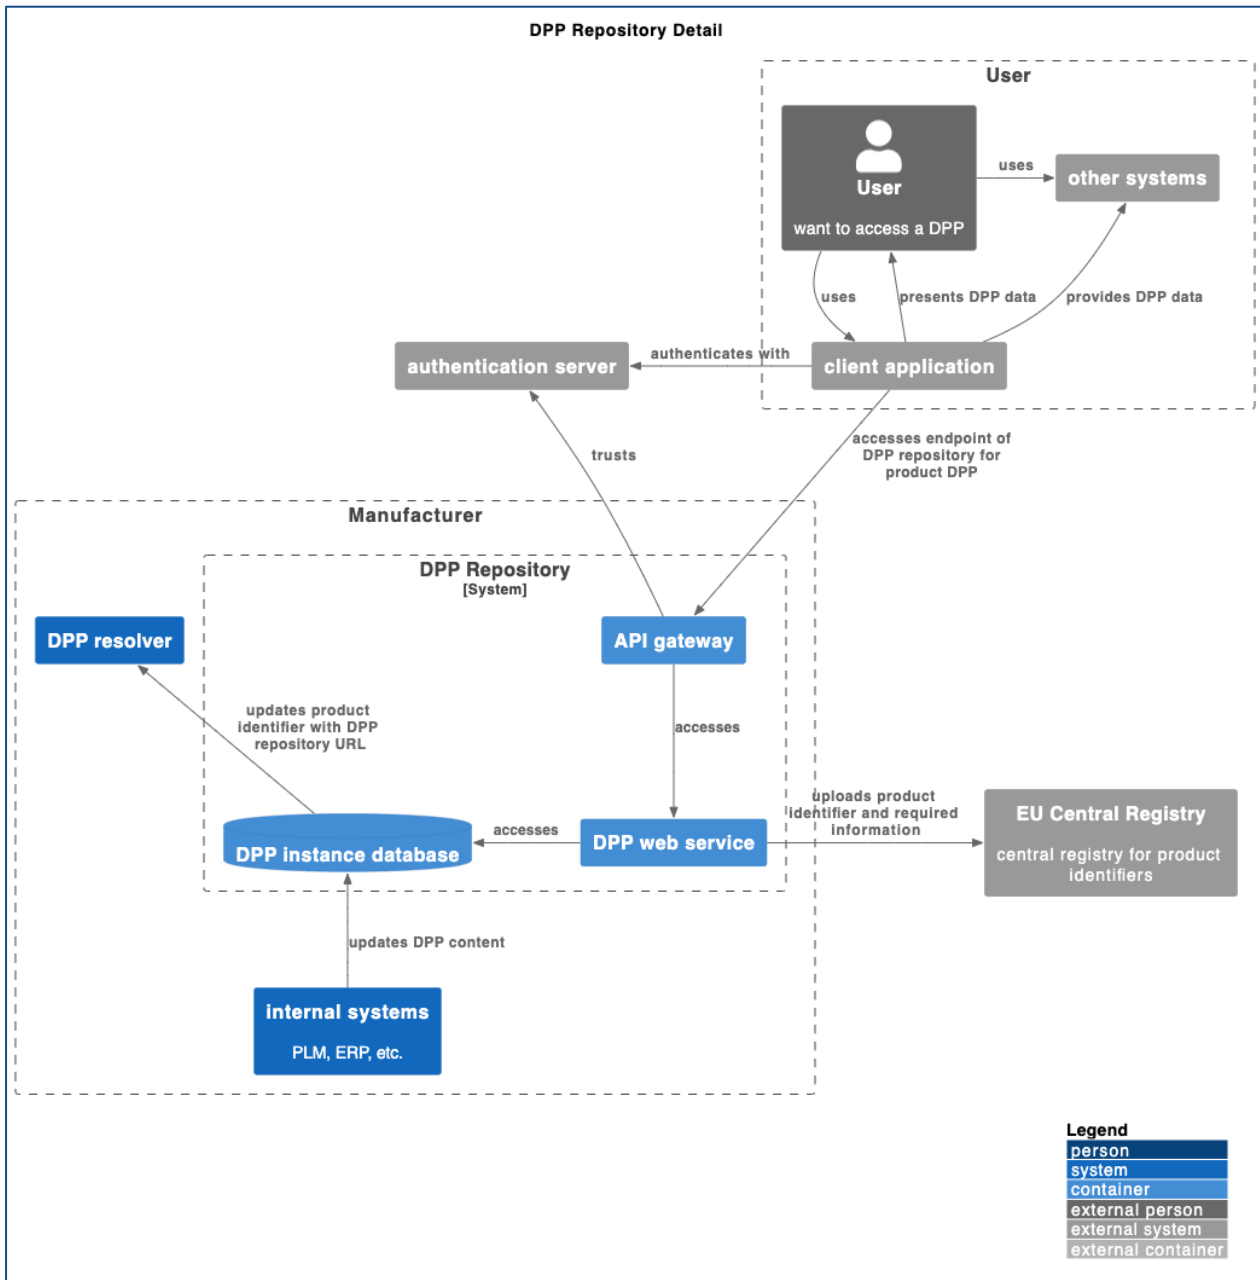 DPP Repository Detail
User
User
want to access a DPP
uses
other systems
uses
presents DPP data
provides DPP data
authentication server
authenticates with
client application
trusts
accesses endpoint of
DPP repository for
product DPP
Manufacturer
DPP Repository
[System]
DPP resolver
API gateway
updates product
identifier with DPP
repository URL
accesses
uploads product
identifier and required
information
DPP instance database
accesses
DPP web service
EU Central Registry
central registry for product
identifiers
updates DPP content
internal systems
PLM, ERP, etc.
Legend
person
system
container
external person
external system
external container